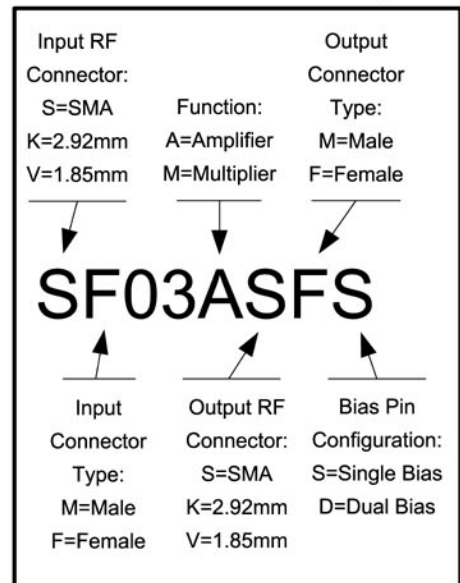 Input RF
Connector:
S=SMA
K=2.92mm
V=1.85mm
Function:
A=Amplifier
M=Multiplier
Output
Connector
Type:
M=Male
F=Female
SF03ASFS
Input
Connector
Type:
M=Male
F=Female
Output RF
Connector:
S=SMA
K=2.92mm
V=1.85mm
Bias Pin
Configuration:
S=Single Bias
D=Dual Bias